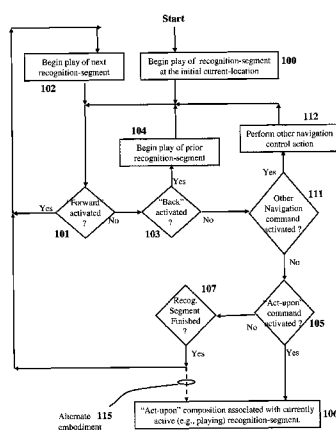 Start
Begin play of next
recognition-segment
102
Begin play of recognition-segment
at the initial current-location
100
104
Begin play of prior
recognition-segment
112
Perform other navigation
control action
Yes
Yes
"Forward"
activated
?
101
No
"Back"
activated
?
103
No
Yes
Other
Navigation
command
activated ?
111
No
107
Recog.
Segment
Finished
?
No
"Act-upon"
command
activated ?
105
Yes
Yes
Alternate
embodiment
115
"Act-upon" composition associated with currently
active (e.g., playing) recognition-segment.
106